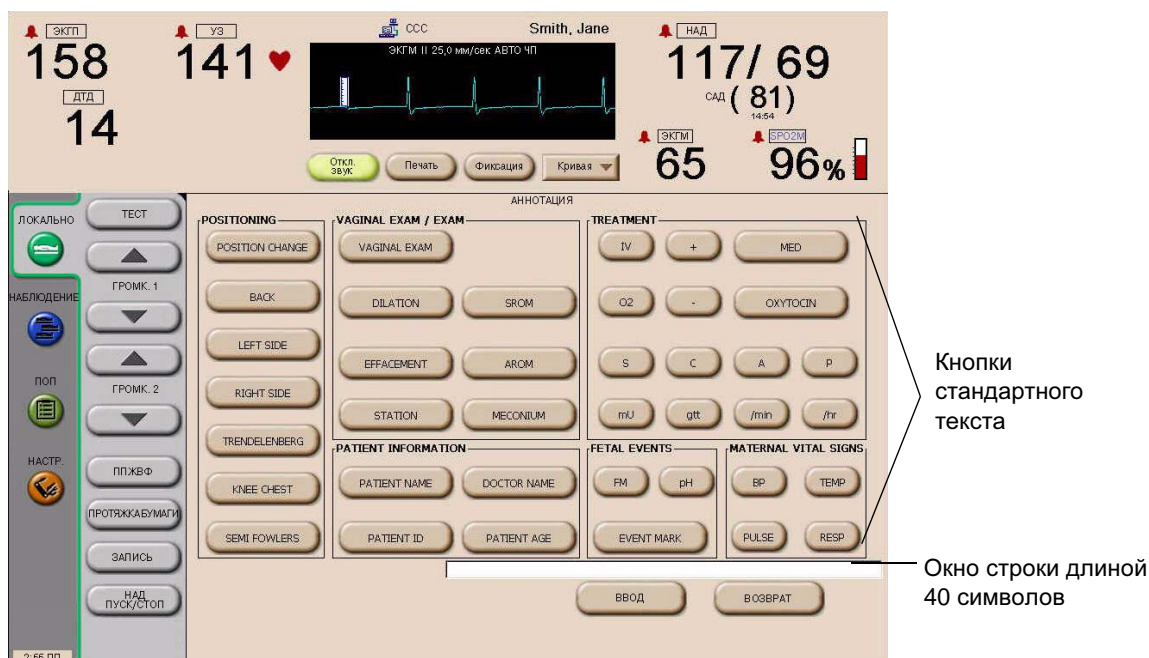 ЭКГП
158
УЗ
141
ДТД
14
ССС
Smith, Jane
ЭКГМ II 25,0 мм/сек АВТО ЧП
Откл. звук
Печать
Фиксация
Кривая
НАД
117/ 69
САД ( 81)
14:54
ЭКГМ
65
SPO2M
96%
ЛОКАЛЬНО
НАБЛЮДЕНИЕ
ПОП
НАСТР.
ТЕСТ
ГРОМК. 1
ГРОМК. 2
ППЖВФ
ПРОТЯЖКАБУМАГИ
ЗАПИСЬ
НАД
ПУСК/СТОП
АННОТАЦИЯ
POSITIONING
POSITION CHANGE
BACK
LEFT SIDE
RIGHT SIDE
TRENDELENBERG
KNEE CHEST
SEMI FOWLERS
VAGINAL EXAM / EXAM
VAGINAL EXAM
DILATION
SROM
EFFACEMENT
AROM
STATION
MECONIUM
PATIENT INFORMATION
PATIENT NAME
DOCTOR NAME
PATIENT ID
PATIENT AGE
TREATMENT
IV
+
MED
O2
-
OXYTOCIN
S
C
A
P
mU
gtt
/min
/hr
FETAL EVENTS
FM
pH
EVENT MARK
MATERNAL VITAL SIGNS
BP
TEMP
PULSE
RESP
ВВОД
ВОЗВРАТ
Кнопки
стандартного
текста
Окно строки длиной
40 символов